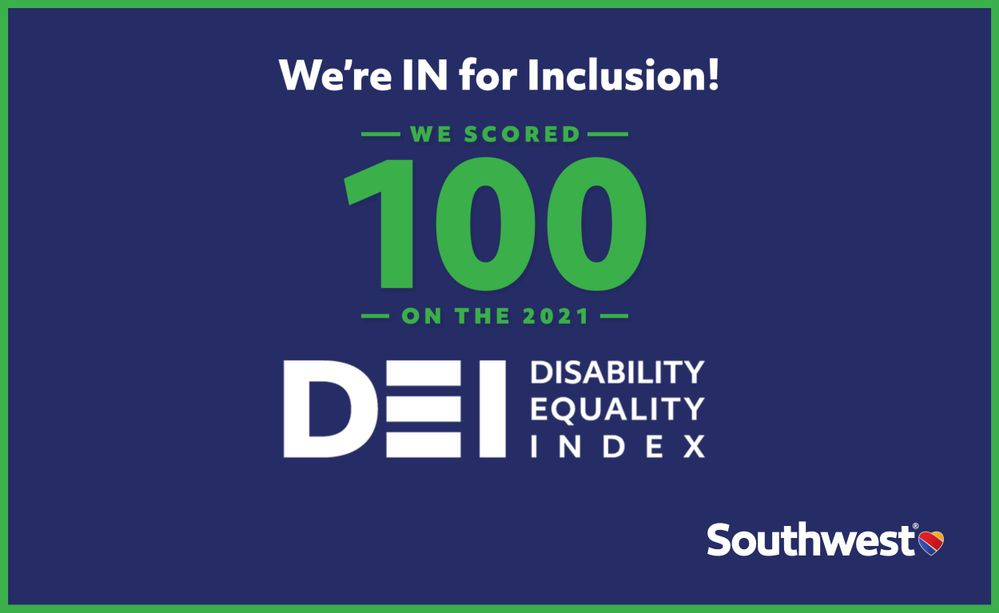 We're IN for Inclusion!
WE SCORED
100
ON THE 2021
DEI
DISABILITY
EQUALITY
INDEX
Southwest®